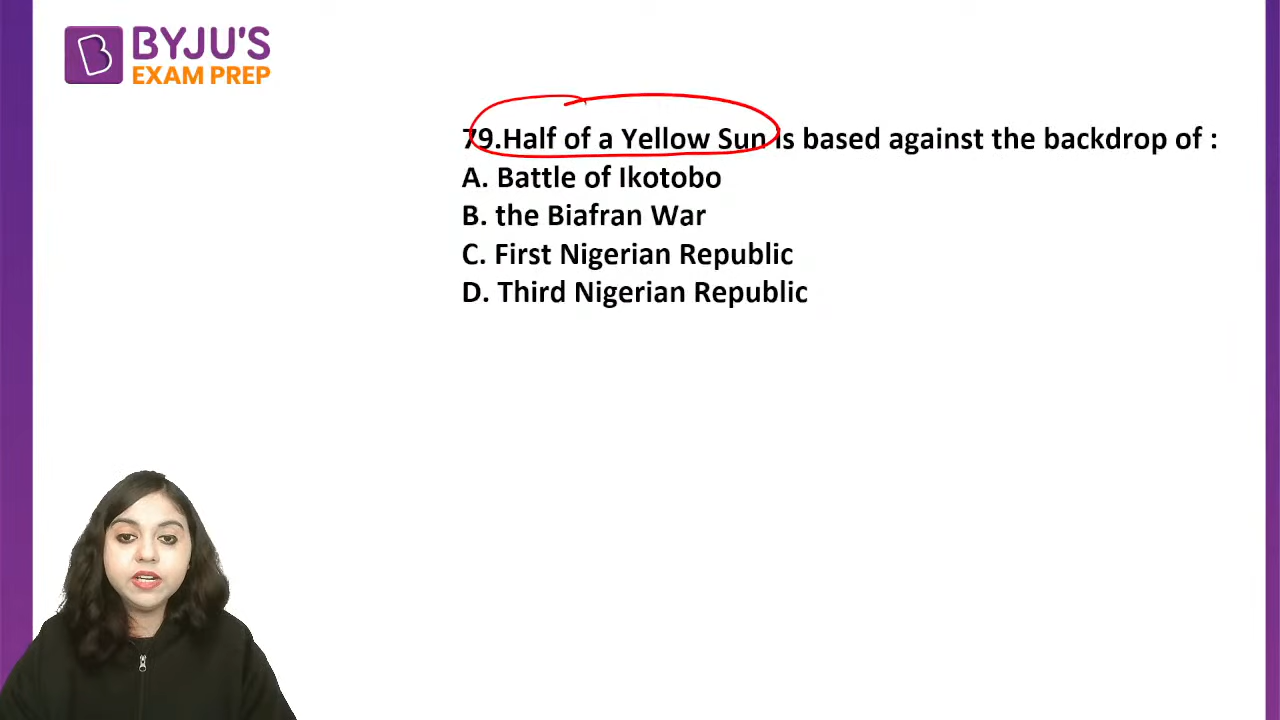 BYJU'S
EXAM PREP
79.Half of a Yellow Sun is based against the backdrop of :
A. Battle of Ikotobo
B. the Biafran War
C. First Nigerian Republic
D. Third Nigerian Republic